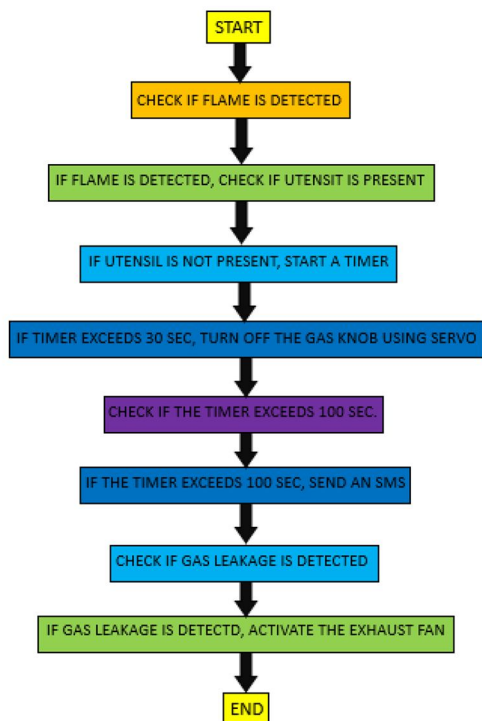 START
CHECK IF FLAME IS DETECTED
IF FLAME IS DETECTED, CHECK IF UTENSIT IS PRESENT
IF UTENSIL IS NOT PRESENT, START A TIMER
IF TIMER EXCEEDS 30 SEC, TURN OFF THE GAS KNOB USING SERVO
CHECK IF THE TIMER EXCEEDS 100 SEC.
IF THE TIMER EXCEEDS 100 SEC, SEND AN SMS
CHECK IF GAS LEAKAGE IS DETECTED
IF GAS LEAKAGE IS DETECTD, ACTIVATE THE EXHAUST FAN
END